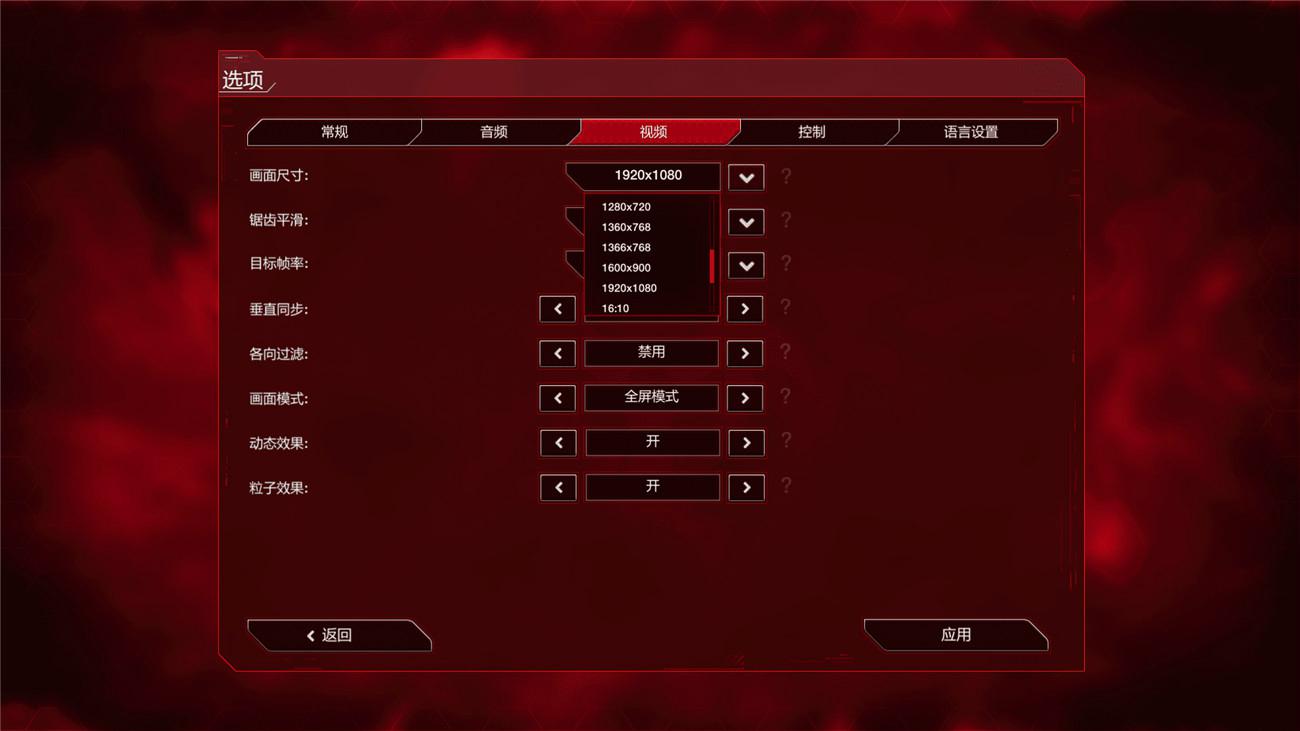 选项
常规 音频 视频 控制 语言设置
画面尺寸: 1920x1080 ?
1280x720
1360x768
1366x768
1600x900
1920x1080
16:10
锯齿平滑: ?
目标帧率: ?
垂直同步: ?
各向过滤: 禁用 ?
画面模式: 全屏模式 ?
动态效果: 开 ?
粒子效果: 开 ?
返回 应用